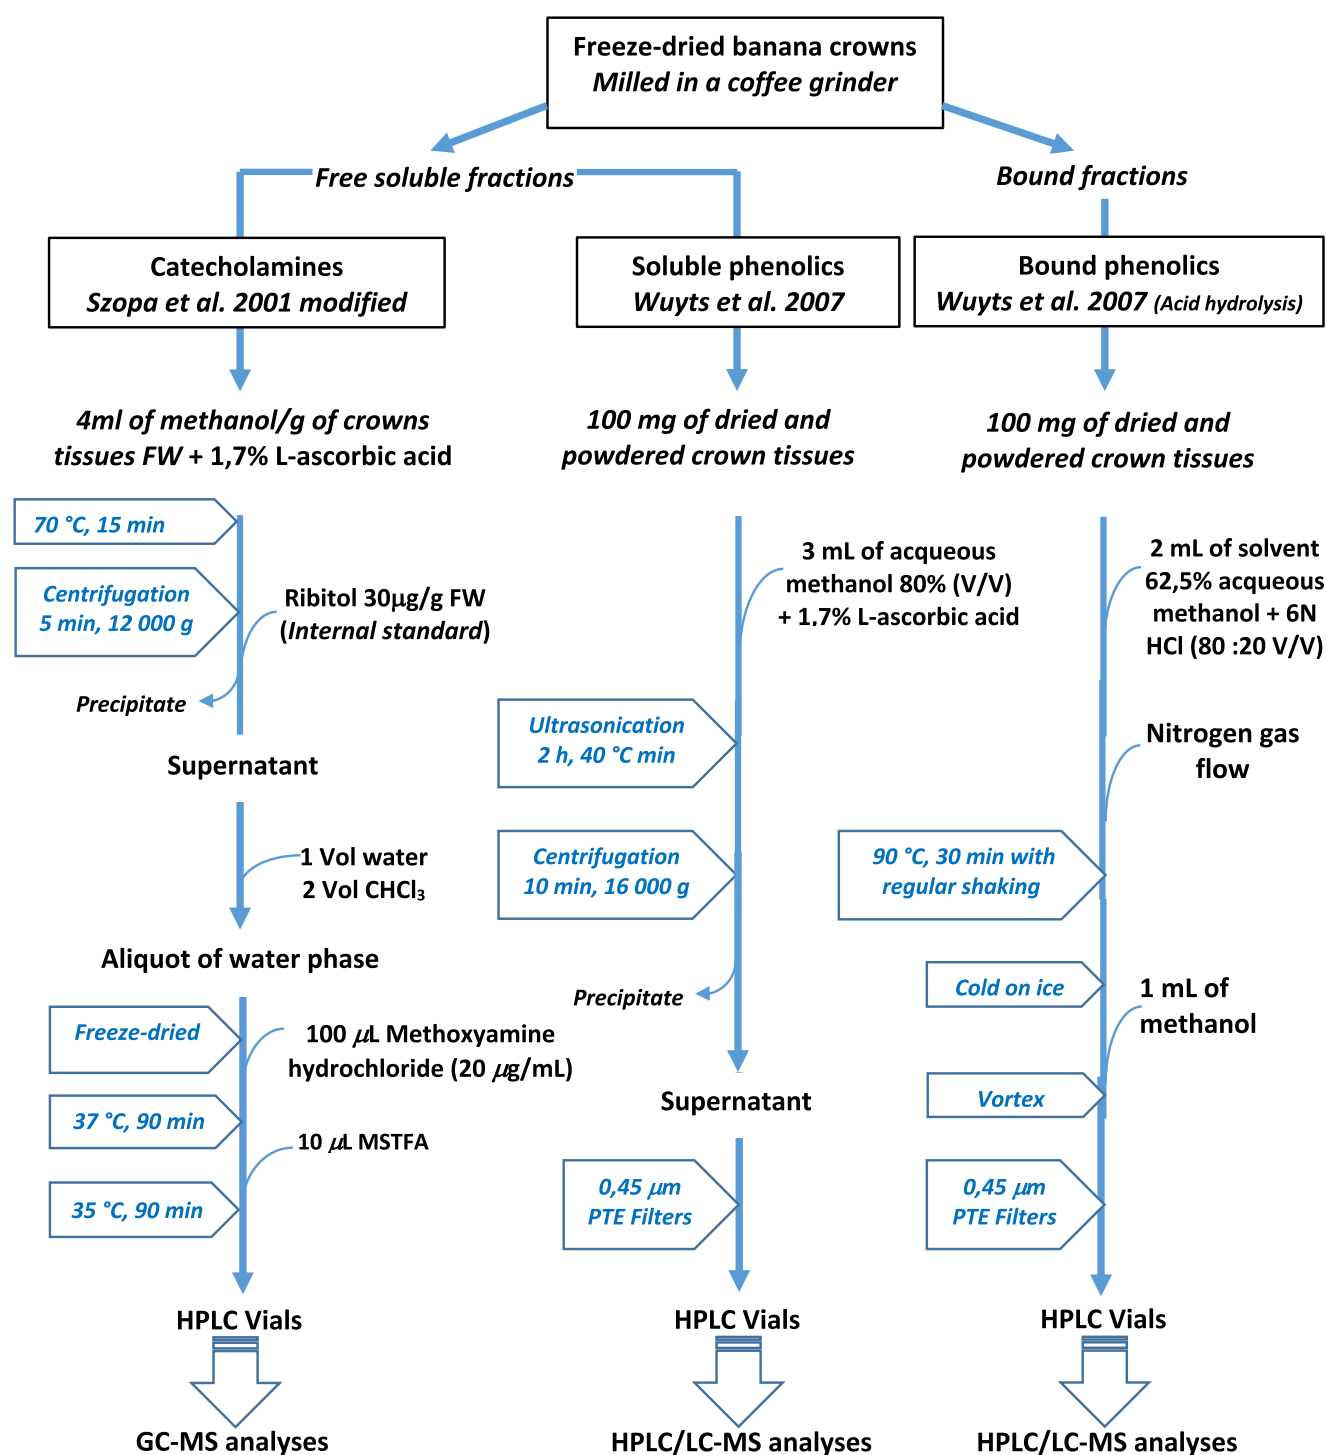 Freeze-dried banana crowns
Milled in a coffee grinder
Free soluble fractions
Bound fractions
Catecholamines
Szopa et al. 2001 modified
Soluble phenolics
Wuyts et al. 2007
Bound phenolics
Wuyts et al. 2007 (Acid hydrolysis)
4ml of methanol/g of crowns
tissues FW + 1,7% L-ascorbic acid
70 °C, 15 min
Centrifugation
5 min, 12 000 g
Ribitol 30µg/g FW
(Internal standard)
Precipitate
Supernatant
1 Vol water
2 Vol CHCl₃
Aliquot of water phase
Freeze-dried
100 µL Methoxyamine
hydrochloride (20 µg/mL)
37 °C, 90 min
10 µL MSTFA
35 °C, 90 min
HPLC Vials
GC-MS analyses
100 mg of dried and
powdered crown tissues
3 mL of acqueous
methanol 80% (V/V)
+ 1.7% L-ascorbic acid
Ultrasonication
2 h, 40 °C min
Centrifugation
10 min, 16 000 g
Precipitate
Supernatant
0,45 µm
PTE Filters
HPLC Vials
HPLC/LC-MS analyses
100 mg of dried and
powdered crown tissues
2 mL of solvent
62,5% acqueous
methanol + 6N
HCl (80 :20 V/V)
Nitrogen gas
flow
90 °C, 30 min with
regular shaking
Cold on ice
1 mL of
methanol
Vortex
0,45 µm
PTE Filters
HPLC Vials
HPLC/LC-MS analyses